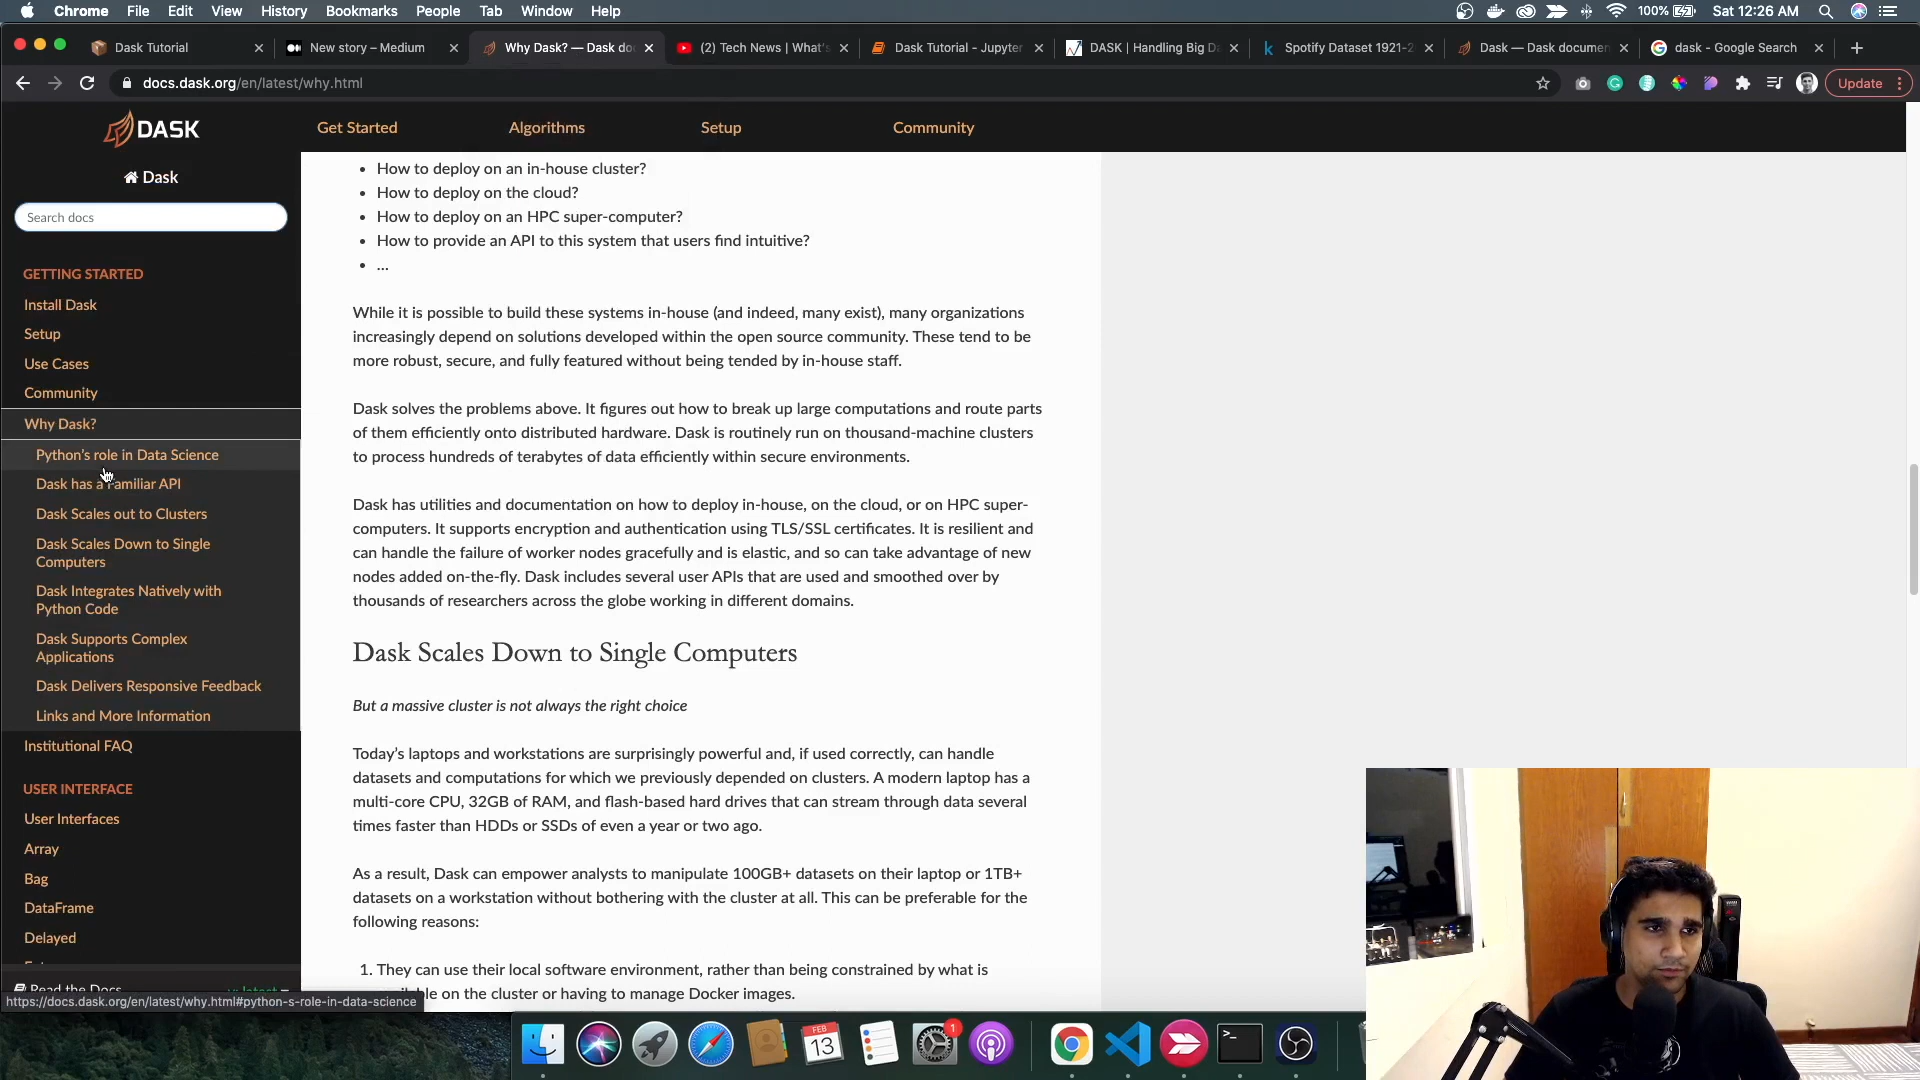 Chrome File Edit View History Bookmarks People Tab Window Help 100% Sat 12:26 AM
Dask Tutorial New story – Medium Why Dask? — Dask do (2) Tech News | What's Dask Tutorial - Jupyter DASK | Handling Big D Spotify Dataset 1921-2 Dask — Dask documen dask - Google Search
docs.dask.org/en/latest/why.html Update
DASK Get Started Algorithms Setup Community
Dask
Search docs
GETTING STARTED
Install Dask
Setup
Use Cases
Community
Why Dask?
Python's role in Data Science
Dask has a Familiar API
Dask Scales out to Clusters
Dask Scales Down to Single
Computers
Dask Integrates Natively with
Python Code
Dask Supports Complex
Applications
Dask Delivers Responsive Feedback
Links and More Information
Institutional FAQ
USER INTERFACE
User Interfaces
Array
Bag
DataFrame
Delayed
Read the Docs
https://docs.dask.org/en/latest/why.html#python-s-role-in-data-science
• How to deploy on an in-house cluster?
• How to deploy on the cloud?
• How to deploy on an HPC super-computer?
• How to provide an API to this system that users find intuitive?
• ...
While it is possible to build these systems in-house (and indeed, many exist), many organizations
increasingly depend on solutions developed within the open source community. These tend to be
more robust, secure, and fully featured without being tended by in-house staff.
Dask solves the problems above. It figures out how to break up large computations and route parts
of them efficiently onto distributed hardware. Dask is routinely run on thousand-machine clusters
to process hundreds of terabytes of data efficiently within secure environments.
Dask has utilities and documentation on how to deploy in-house, on the cloud, or on HPC super-
computers. It supports encryption and authentication using TLS/SSL certificates. It is resilient and
can handle the failure of worker nodes gracefully and is elastic, and so can take advantage of new
nodes added on-the-fly. Dask includes several user APIs that are used and smoothed over by
thousands of researchers across the globe working in different domains.
Dask Scales Down to Single Computers
But a massive cluster is not always the right choice
Today's laptops and workstations are surprisingly powerful and, if used correctly, can handle
datasets and computations for which we previously depended on clusters. A modern laptop has a
multi-core CPU, 32GB of RAM, and flash-based hard drives that can stream through data several
times faster than HDDs or SSDs of even a year or two ago.
As a result, Dask can empower analysts to manipulate 100GB+ datasets on their laptop or 1TB+
datasets on a workstation without bothering with the cluster at all. This can be preferable for the
following reasons:
1. They can use their local software environment, rather than being constrained by what is
on the cluster or having to manage Docker images.
FEB
13
1